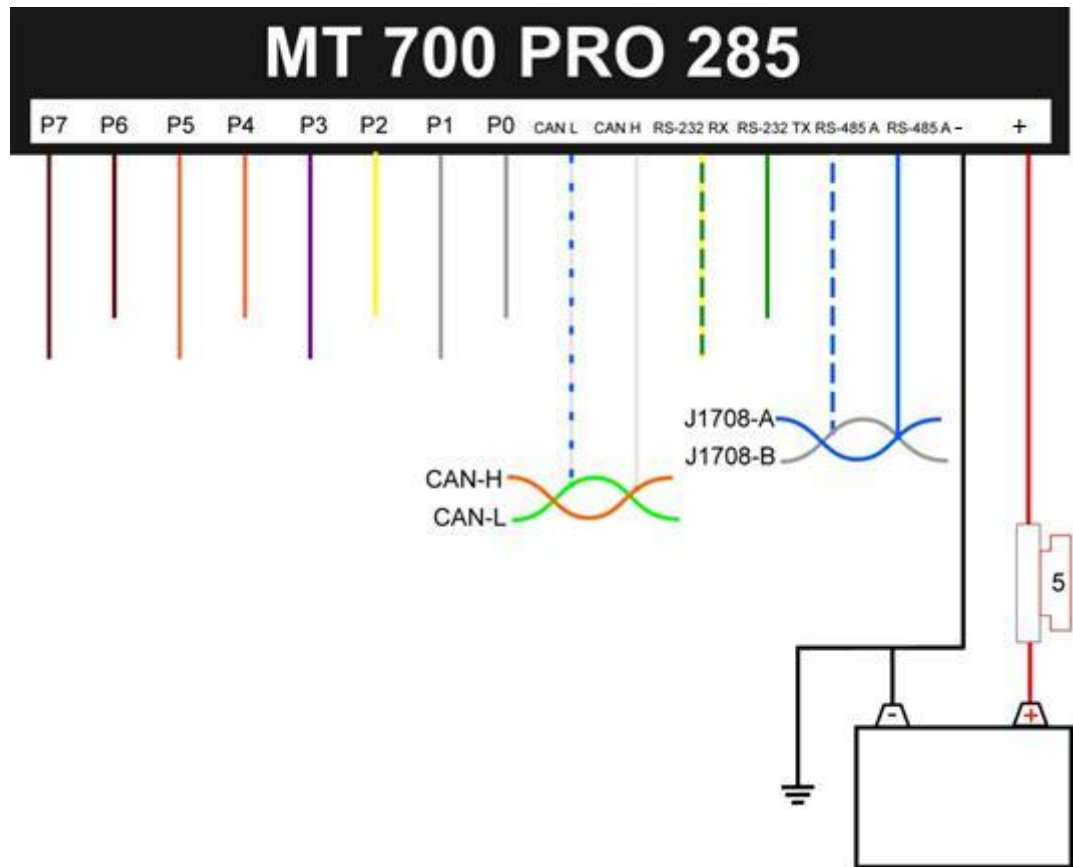 MT 700 PRO 285
P7 P6 P5 P4 P3 P2 P1 P0 CAN L CAN H RS-232 RX RS-232 TX RS-485 A RS-485 A - +
J1708-A
J1708-B
CAN-H
CAN-L
5
- +